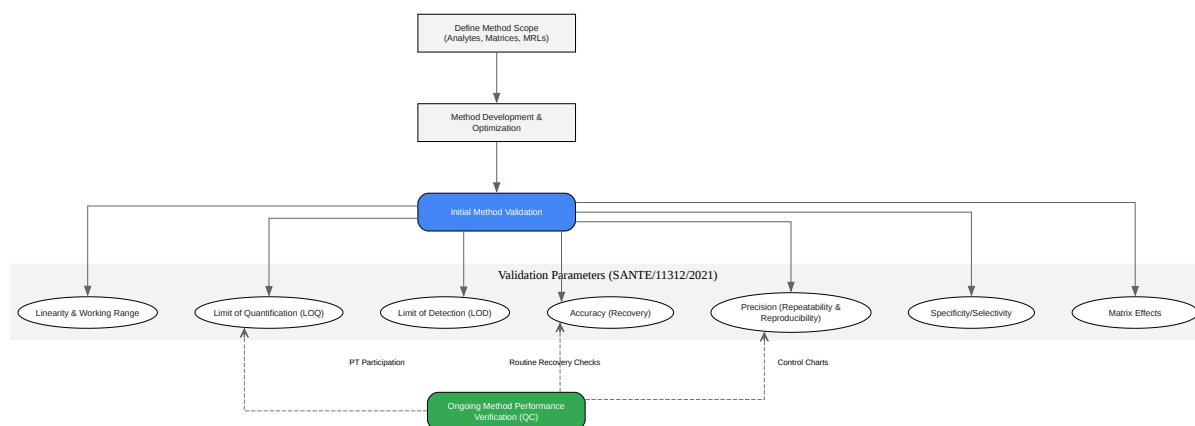 Define Method Scope
(Analytes, Matrices, MRLs)
Method Development &
Optimization
Initial Method Validation
Validation Parameters (SANTE/11312/2021)
Linearity & Working Range
Limit of Quantification (LOQ)
Limit of Detection (LOD)
Accuracy (Recovery)
Precision (Repeatability &
Reproducibility)
Specificity/Selectivity
Matrix Effects
PT Participation
Routine Recovery Checks
Control Charts
Ongoing Method Performance
Verification (QC)